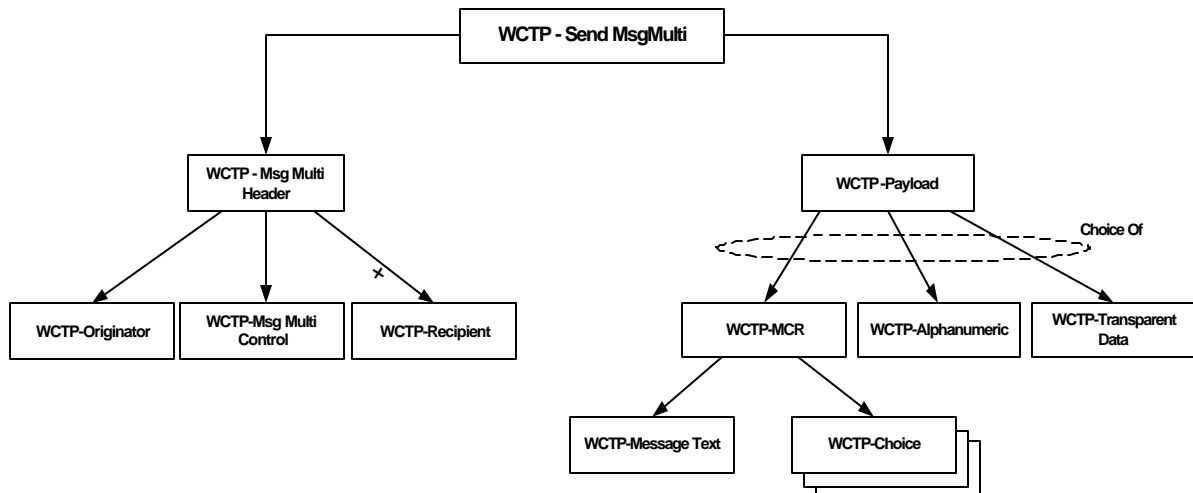 WCTP - Send MsgMulti
WCTP - Msg Multi
Header
WCTP -Payload
Choice Of
+
WCTP-Originator
WCTP-Msg Multi
Control
WCTP-Recipient
WCTP-MCR
WCTP-Alphanumeric
WCTP-Transparent
Data
WCTP-Message Text
WCTP-Choice